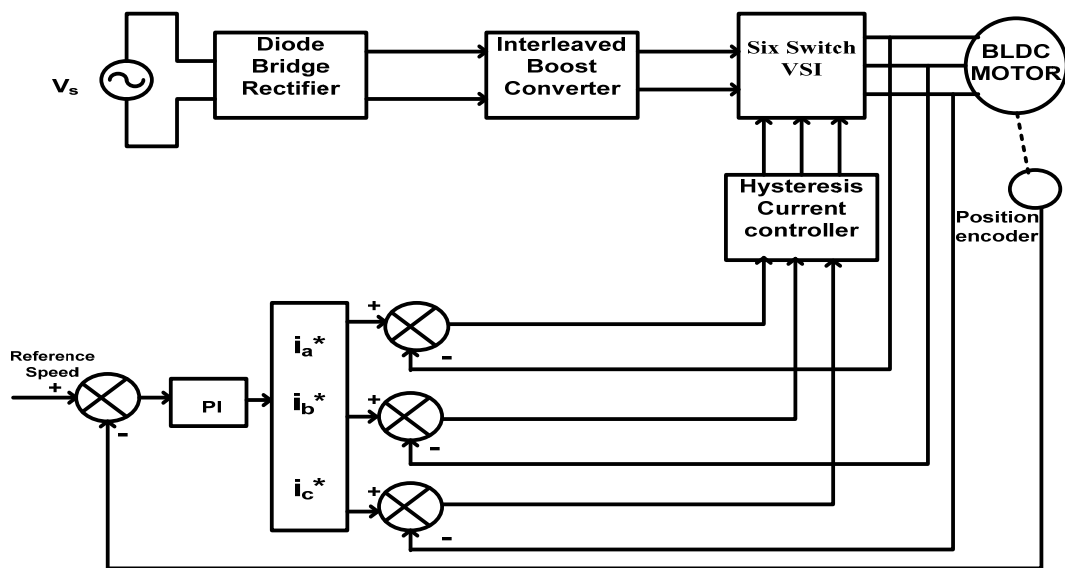 Vs
Diode
Bridge
Rectifier
Interleaved
Boost
Converter
Six Switch
VSI
BLDC
MOTOR
Hysteresis
Current
controller
Position
encoder
Reference
Speed
+
-
PI
ia*
ib*
ic*
+
-
+
-
+
-